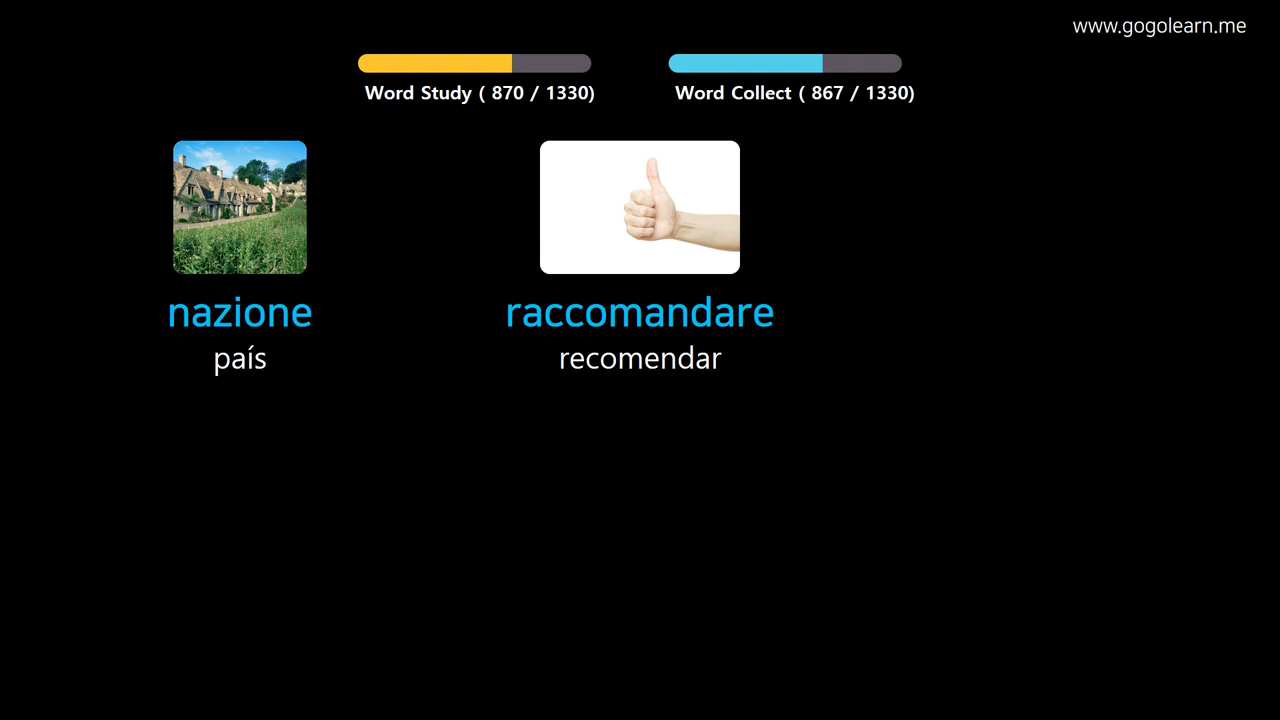 www.gogolearn.me
Word Study ( 870 / 1330)
Word Collect ( 867 / 1330)
nazione
país
raccomandare
recomendar